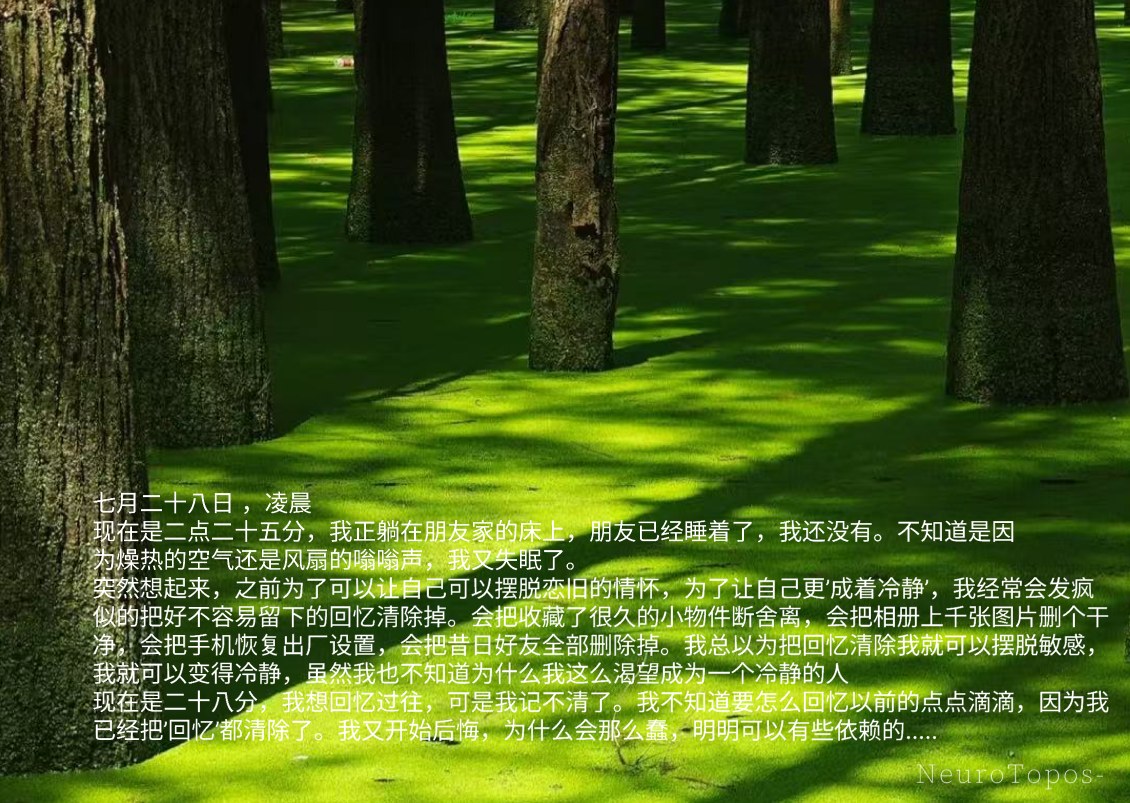 七月二十八日 ，凌晨
现在是二点二十五分，我正躺在朋友家的床上，朋友已经睡着了，我还没有。不知道是因
为燥热的空气还是风扇的嗡嗡声，我又失眠了。
突然想起来，之前为了可以让自己可以摆脱恋旧的情怀，为了让自己更‘成着冷静’，我经常会发疯
似的把好不容易留下的回忆清除掉。会把收藏了很久的小物件断舍离，会把相册上千张图片删个干
净，会把手机恢复出厂设置，会把昔日好友全部删除掉。我总以为把回忆清除我就可以摆脱敏感，
我就可以变得冷静，虽然我也不知道为什么我这么渴望成为一个冷静的人
现在是二十八分，我想回忆过往，可是我记不清了。我不知道要怎么回忆以前的点点滴滴，因为我
已经把‘回忆’都清除了。我又开始后悔，为什么会那么蠢，明明可以有些依赖的.....
NeuroTopos-